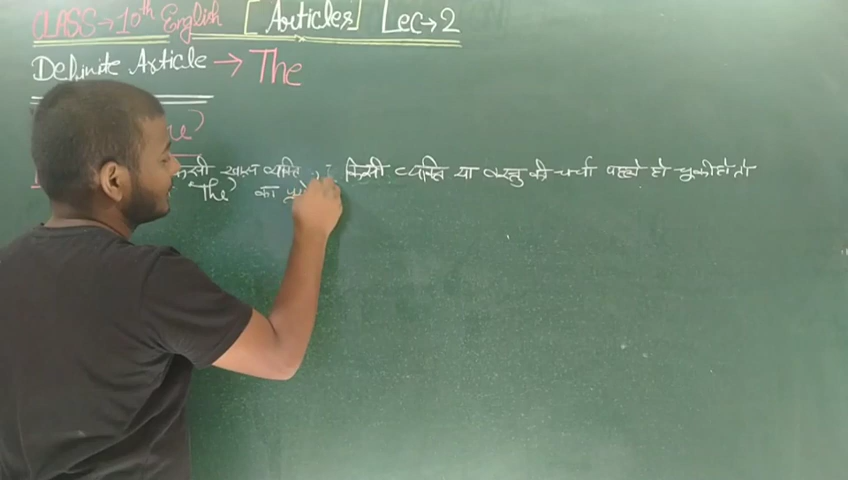 CLASS→10th English [Articles] Lec→2
Definite Article → The
खास व्यक्ति किसी व्यक्ति या वस्तु की चर्चा पहले हो चुकी हो तो
"The" का